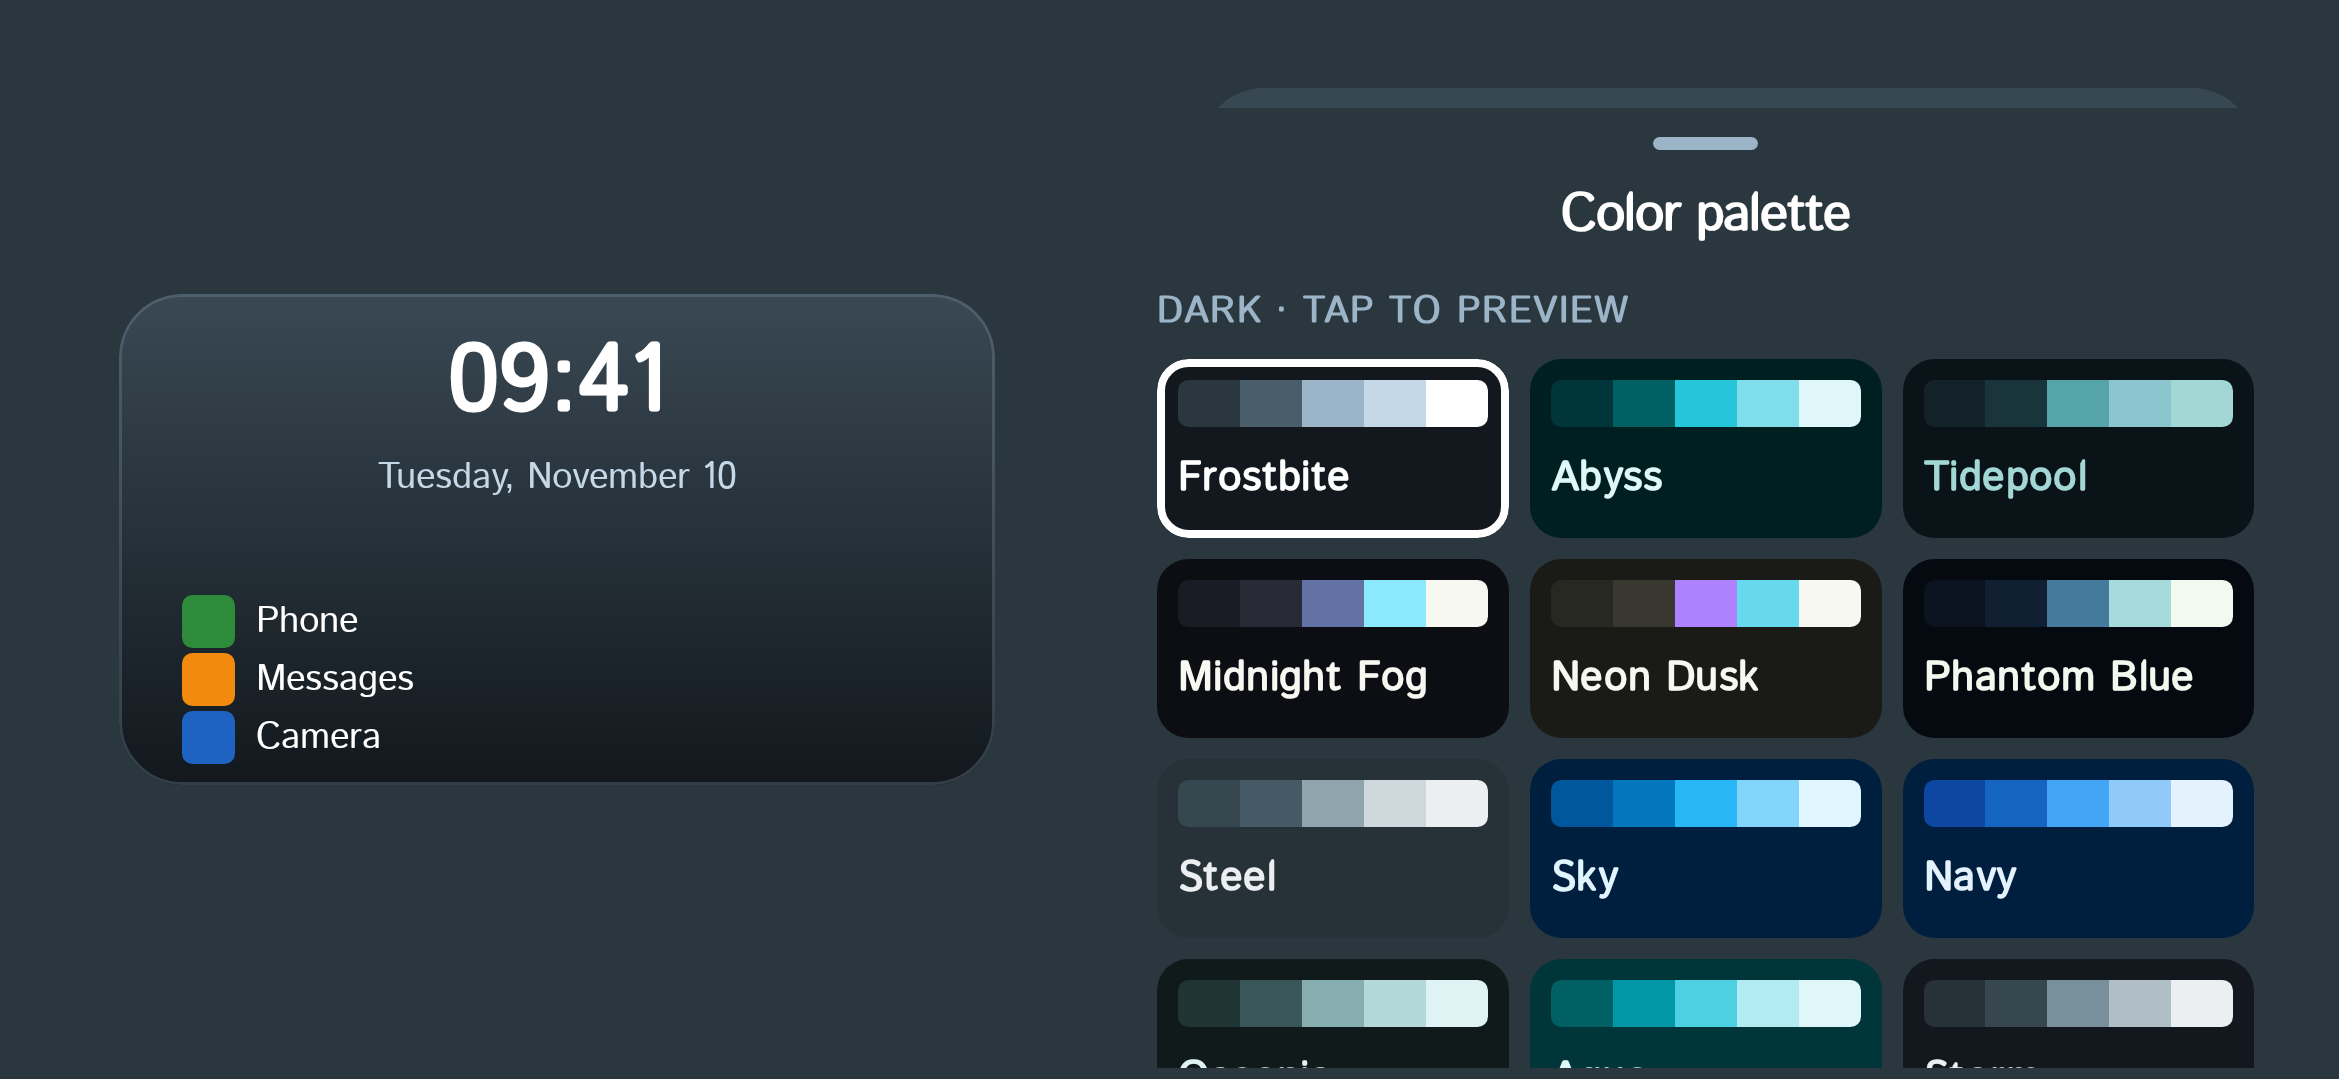 09:41
Tuesday, November 10
Phone
Messages
Camera
Color palette
DARK · TAP TO PREVIEW
Frostbite
Abyss
Tidepool
Midnight Fog
Neon Dusk
Phantom Blue
Steel
Sky
Navy